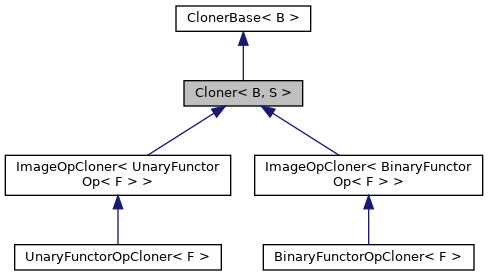 ClonerBase< B >
Cloner< B, S >
ImageOpCloner< UnaryFunctor
Op< F > >
ImageOpCloner< BinaryFunctor
Op< F > >
UnaryFunctorOpCloner< F >
BinaryFunctorOpCloner< F >